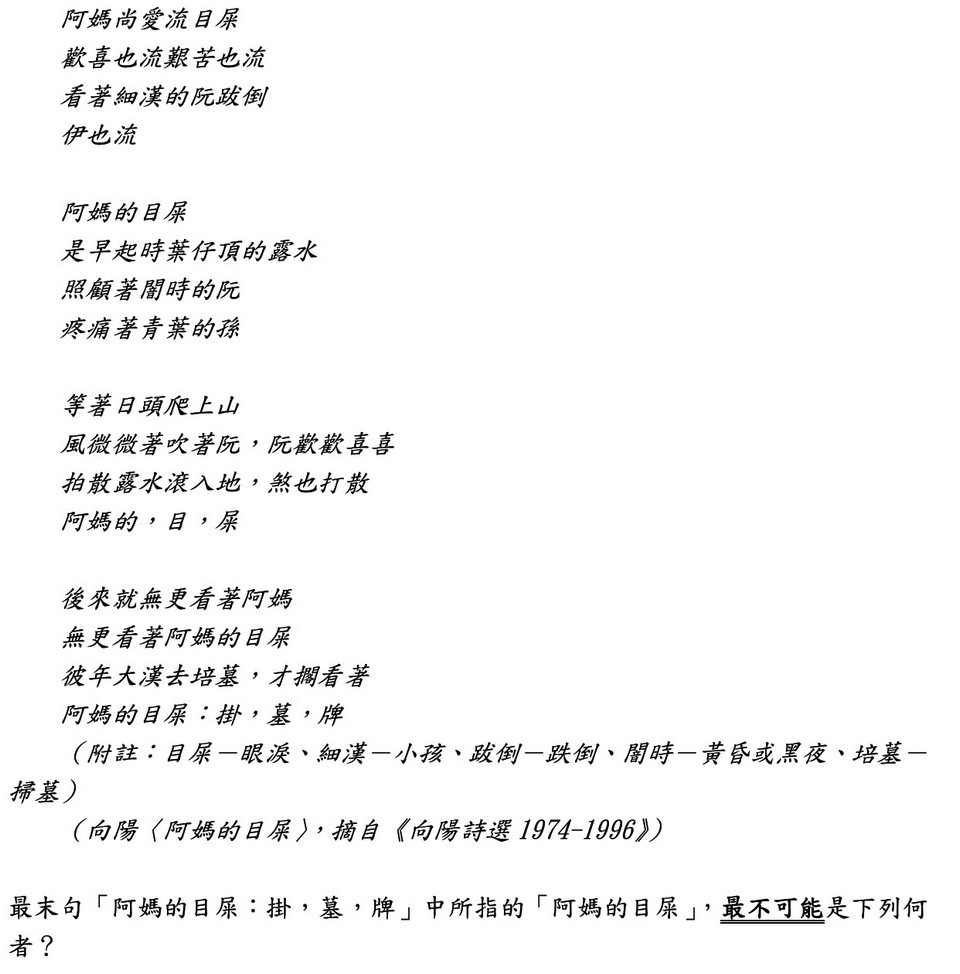 阿媽尚愛流目屎
歡喜也流艱苦也流
看著細漢的阮跋倒
伊也流
阿媽的目屎
是早起時葉仔頂的露水
照顧著闇時的阮
疼痛著青葉的孫
等著日頭爬上山
風微微著吹著阮，阮歡歡喜喜
拍散露水滾入地，煞也打散
阿媽的，目，屎
後來就無更看著阿媽
無更看著阿媽的目屎
彼年大漢去培墓，才擱看著
阿媽的目屎：掛，墓，牌
（附註：目屎－眼淚、細漢－小孩、跋倒－跌倒、闇時－黃昏或黑夜、培墓－
掃墓）
（向陽〈阿媽的目屎〉，摘自《向陽詩選 1974-1996》）
最末句「阿媽的目屎：掛，墓，牌」中所指的「阿媽的目屎」，最不可能是下列何
者？